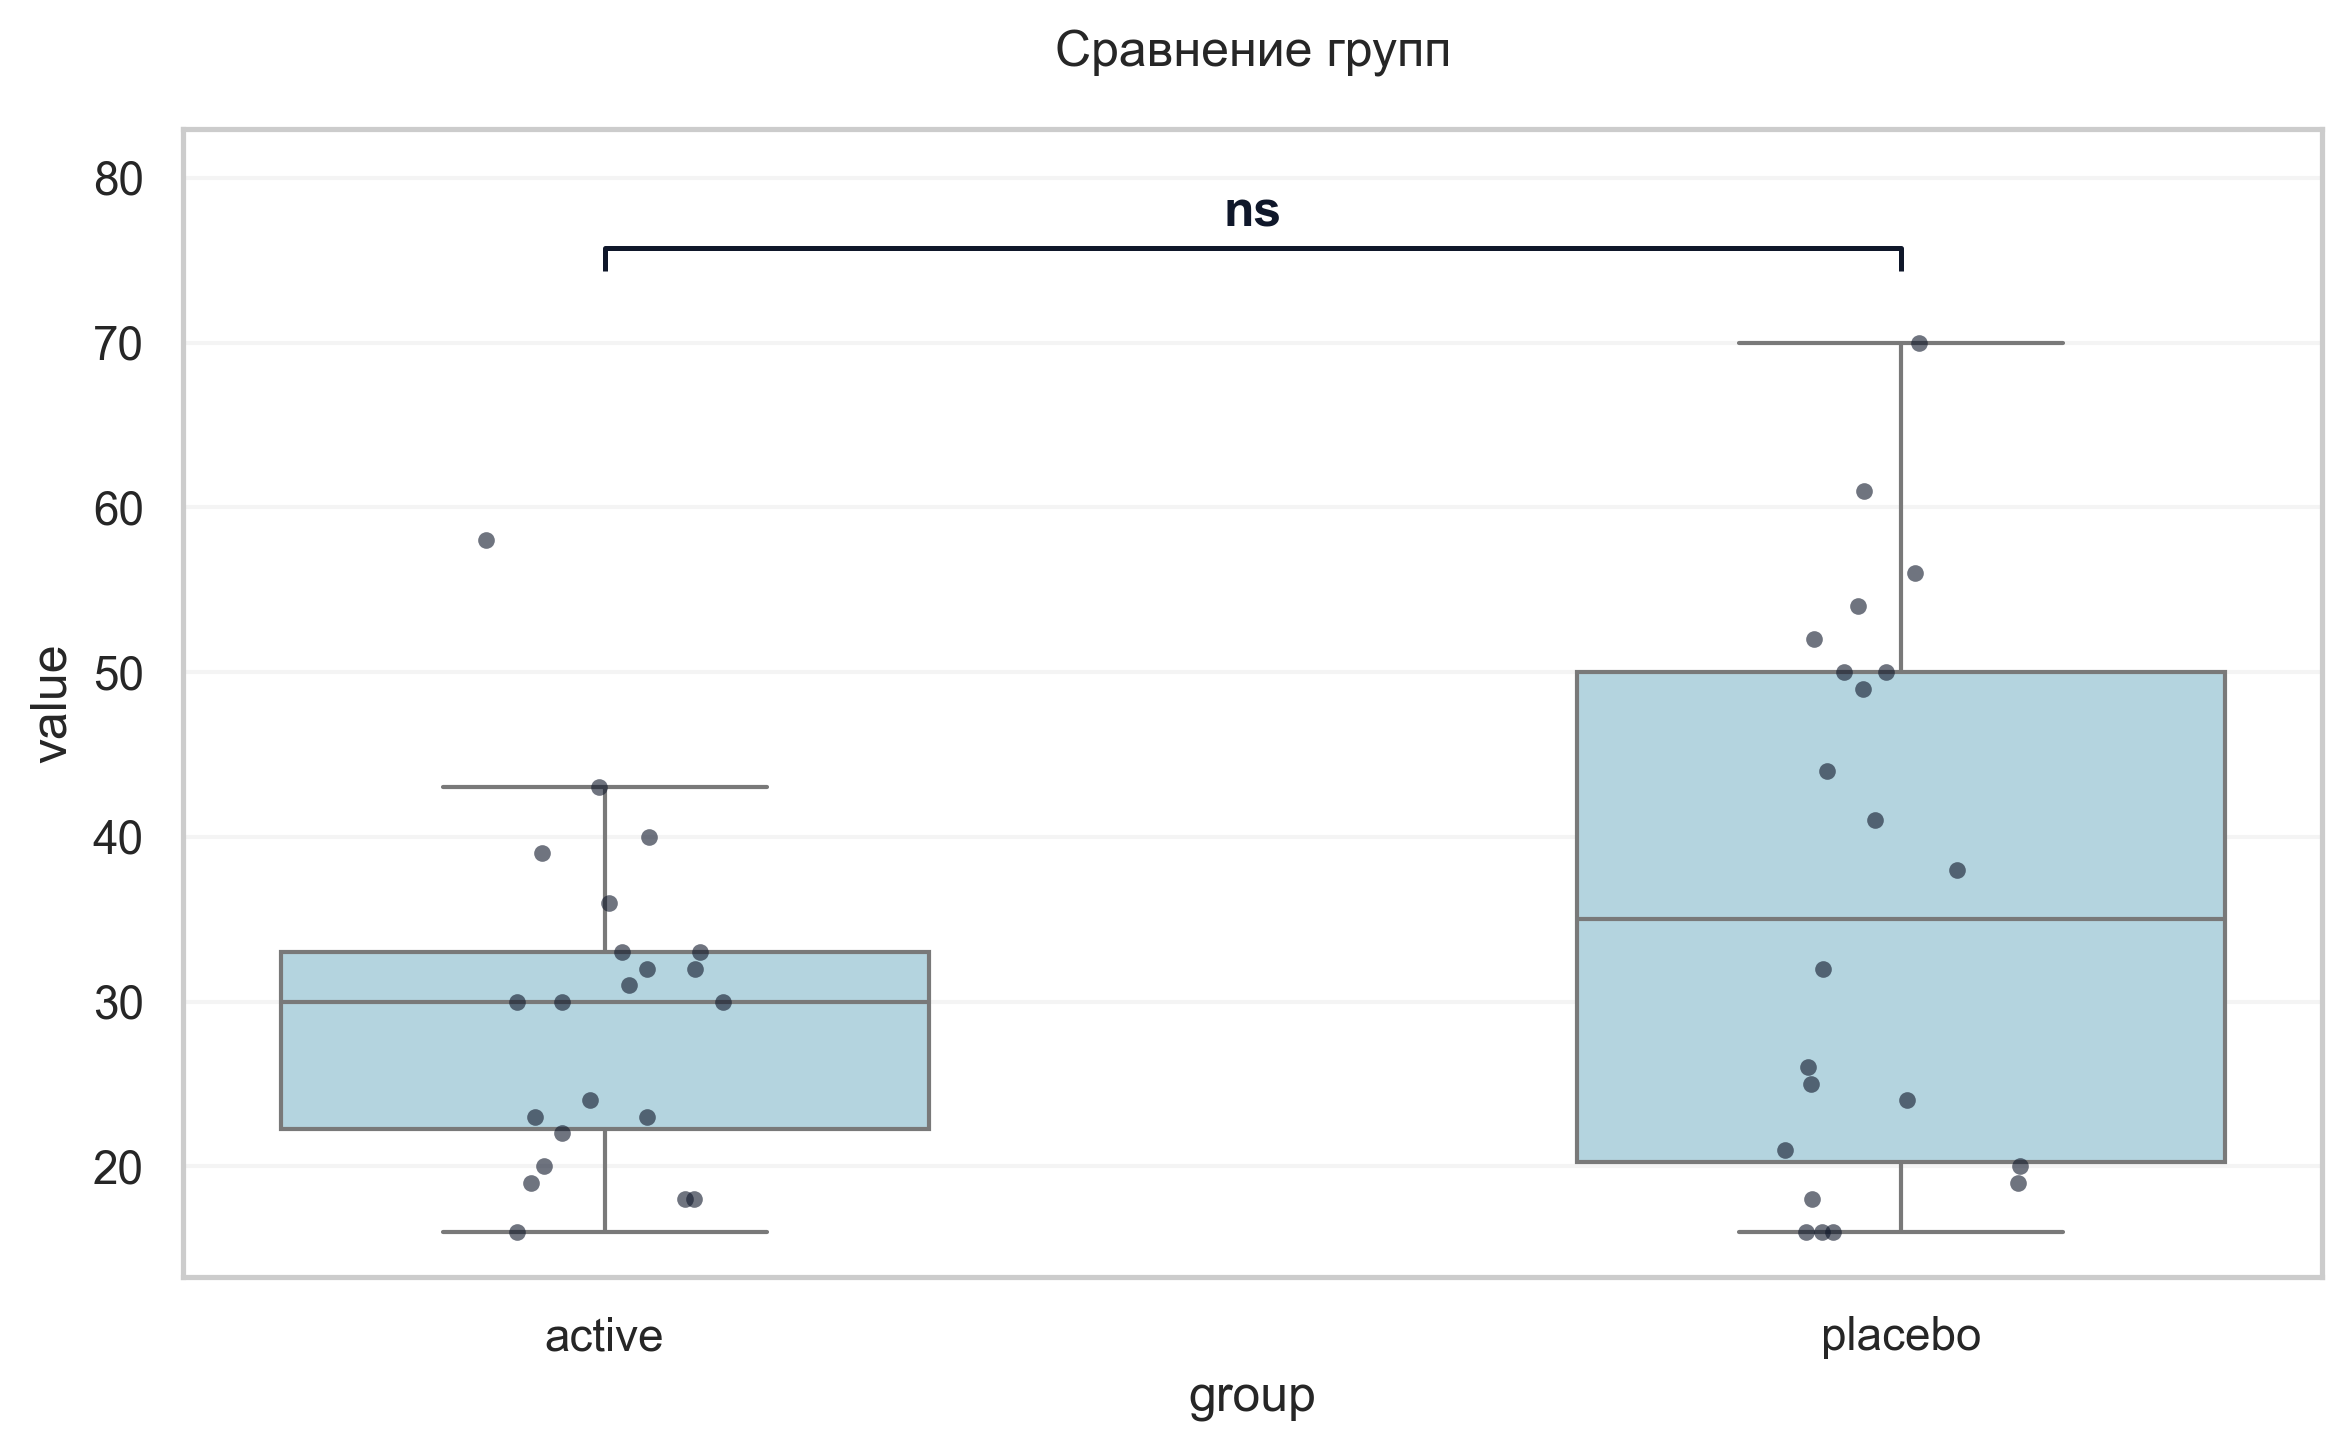 Сравнение групп
80
ns
70
60
50
40
30
20
value
active
placebo
group